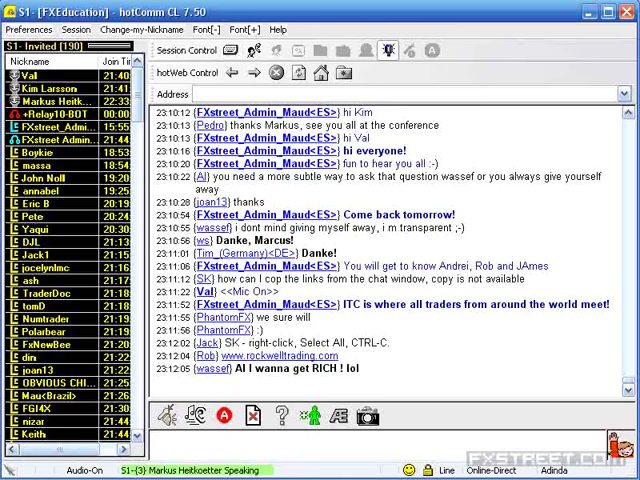 S1- [FXEducation] - hotComm CL 7.50
Preferences Session Change-my-Nickname Font[-] Font[+] Help
S1- Invited [190]
Nickname Join Tir
Val 21:40:
Kim Larsson 21:41:
Markus Heitk... 22:33:
+Relay10-BOT 00:00:
FXstreet_Admi... 15:55
FXstreet Admin 21:44
Boykie 18:54
massa 18:54
John Noll 19:20:
annabel 19:25:
Eric B 20:19:
Pete 20:24:
Yaqui 20:30:
DJL 21:13:
Jack1 21:15:
jocelynlmc 21:15:
ash 21:17:
TraderDoc 21:18:
tomD 21:18:
Numtrader 21:19:
Polarbear 21:19:
FxNewBee 21:21:
din 21:22
joan13 21:22
OBVIOUS CHI... 21:22
Mau<Brazil> 21:26:
FGI4X 21:26:
nizar 21:44
Keith 21:44
Session Control
hotWeb Control
Address
23:10:12 {FXstreet_Admin_Maud<ES>} hi Kim
23:10:13 {Pedro} thanks Markus, see you all at the conference
23:10:13 {FXstreet_Admin_Maud<ES>} hi Val
23:10:16 {FXstreet_Admin_Maud<ES>} hi everyone!
23:10:20 {FXstreet_Admin_Maud<ES>} fun to hear you all :-)
23:10:22 {Al} you need a more subtle way to ask that question wassef or you always give yourself
away
23:10:28 {joan13} thanks
23:10:54 {FXstreet_Admin_Maud<ES>} Come back tomorrow!
23:10:55 {wassef} i dont mind giving myself away, i m transparent ;-)
23:10:56 {ws} Danke, Marcus!
23:11:01 {Tim_(Germany)<DE>} Danke!
23:11:06 {FXstreet_Admin_Maud<ES>} You will get to know Andrei, Rob and JAmes
23:11:12 {SK} how can I cop the links from the chat window, copy is not available
23:11:22 {Val} <<Mic On>>
23:11:52 {FXstreet_Admin_Maud<ES>} ITC is where all traders from around the world meet!
23:11:55 {PhantomFX} we sure will
23:11:56 {PhantomFX} :)
23:12:02 {Jack} SK - right-click, Select All, CTRL-C.
23:12:04 {Rob} www.rockwelltrading.com
23:12:05 {wassef} Al I wanna get RICH ! lol
FXSTREET.COM
Audio-On S1-{3} Markus Heitkoetter Speaking Line Online-Direct Adinda